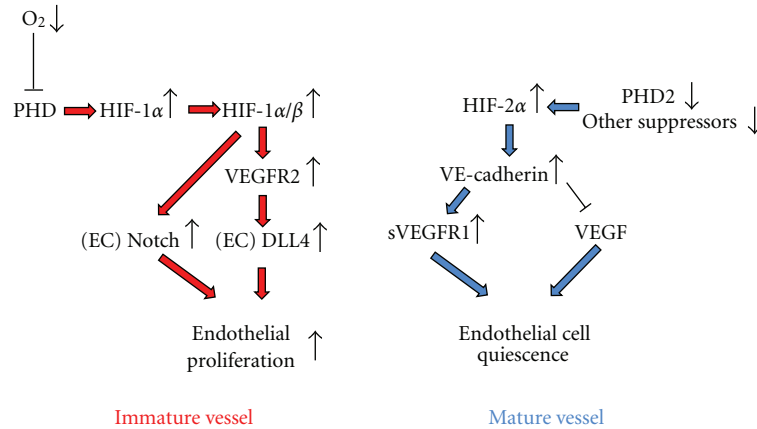 O₂ ↓
PHD
HIF-1α ↑
HIF-1α/β ↑
VEGFR2 ↑
(EC) Notch ↑
(EC) DLL4 ↑
Endothelial
proliferation ↑
Immature vessel
HIF-2α ↑
PHD2 ↓
Other suppressors ↓
VE-cadherin ↑
sVEGFR1 ↑
VEGF
Endothelial cell
quiescence
Mature vessel